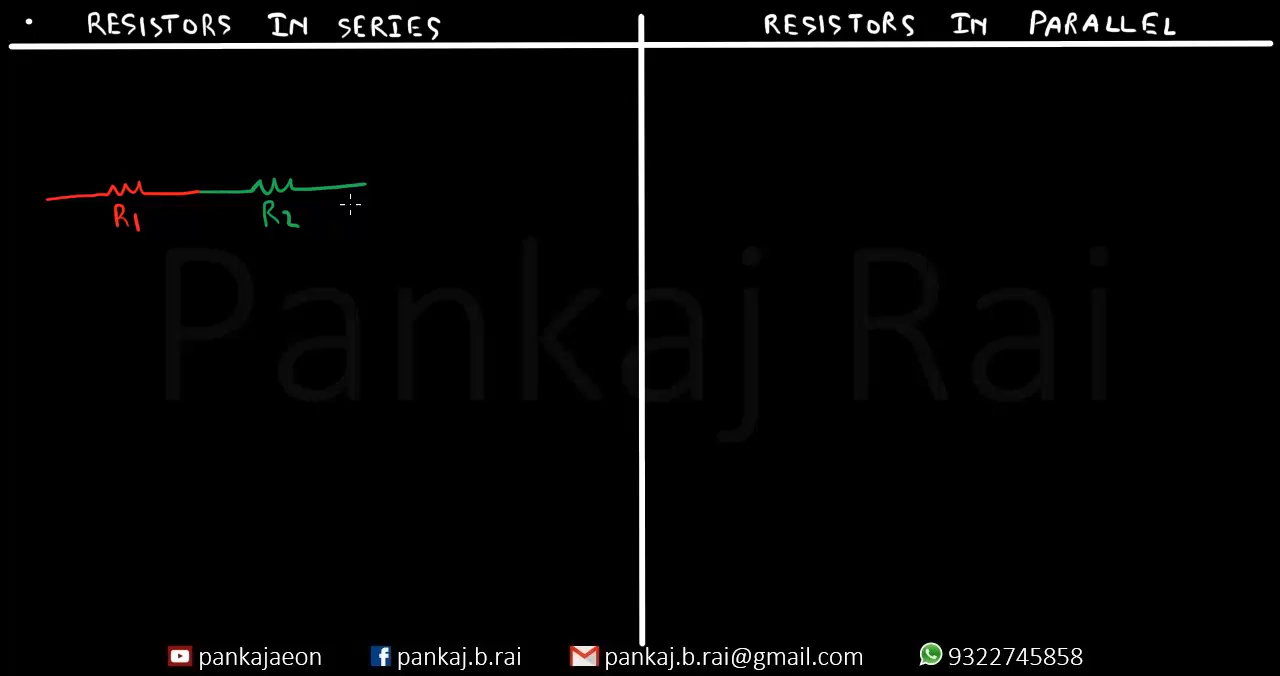 RESISTORS IN SERIES
RESISTORS IN PARALLEL
R1
R2
Pankaj Rai
pankajaeon
pankaj.b.rai
pankaj.b.rai@gmail.com
9322745858